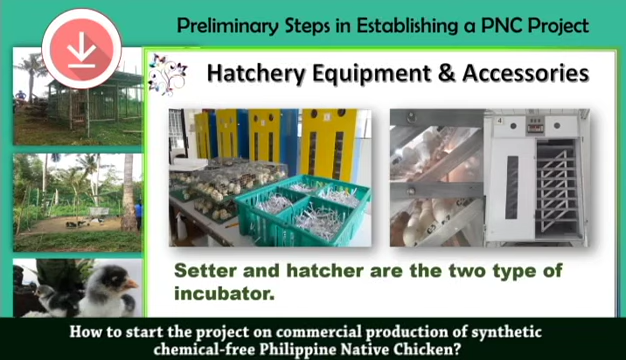 Preliminary Steps in Establishing a PNC Project
Hatchery Equipment & Accessories
4
Setter and hatcher are the two type of
incubator.
How to start the project on commercial production of synthetic
chemical-free Philippine Native Chicken?